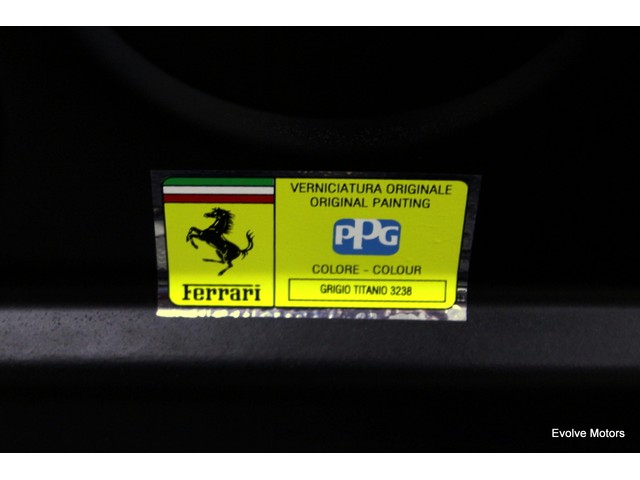 VERNICIATURA ORIGINALE
ORIGINAL PAINTING
PPG
COLORE - COLOUR
GRIGIO TITANIO 3238
Ferrari
Evolve Motors